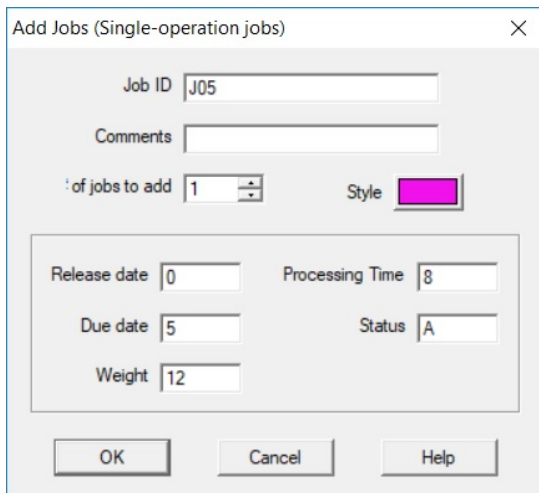 Add Jobs (Single-operation jobs)
Job ID J05
Comments
of jobs to add 1 Style
Release date 0 Processing Time 8
Due date 5 Status A
Weight 12
OK Cancel Help